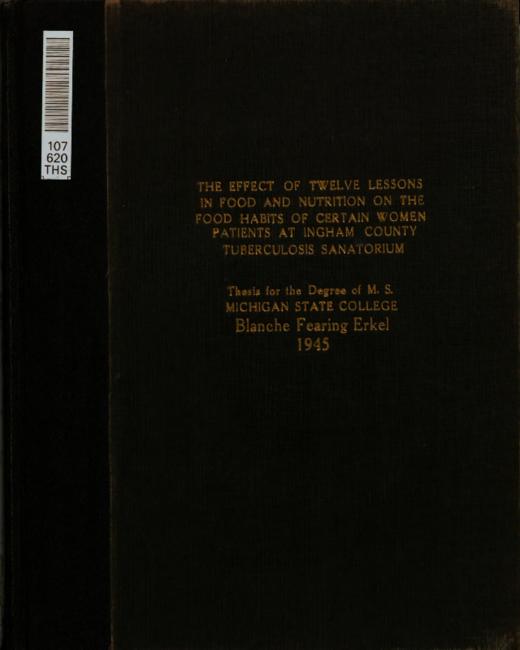 107
620
THS
THE EFFECT OF TWELVE LESSONS
IN FOOD AND NUTRITION ON THE
FOOD HABITS OF CERTAIN WOMEN
PATIENTS AT INGHAM COUNTY
TUBERCULOSIS SANATORIUM
Thesis for the Degree of M. S.
MICHIGAN STATE COLLEGE
Blanche Fearing Erkel
1945